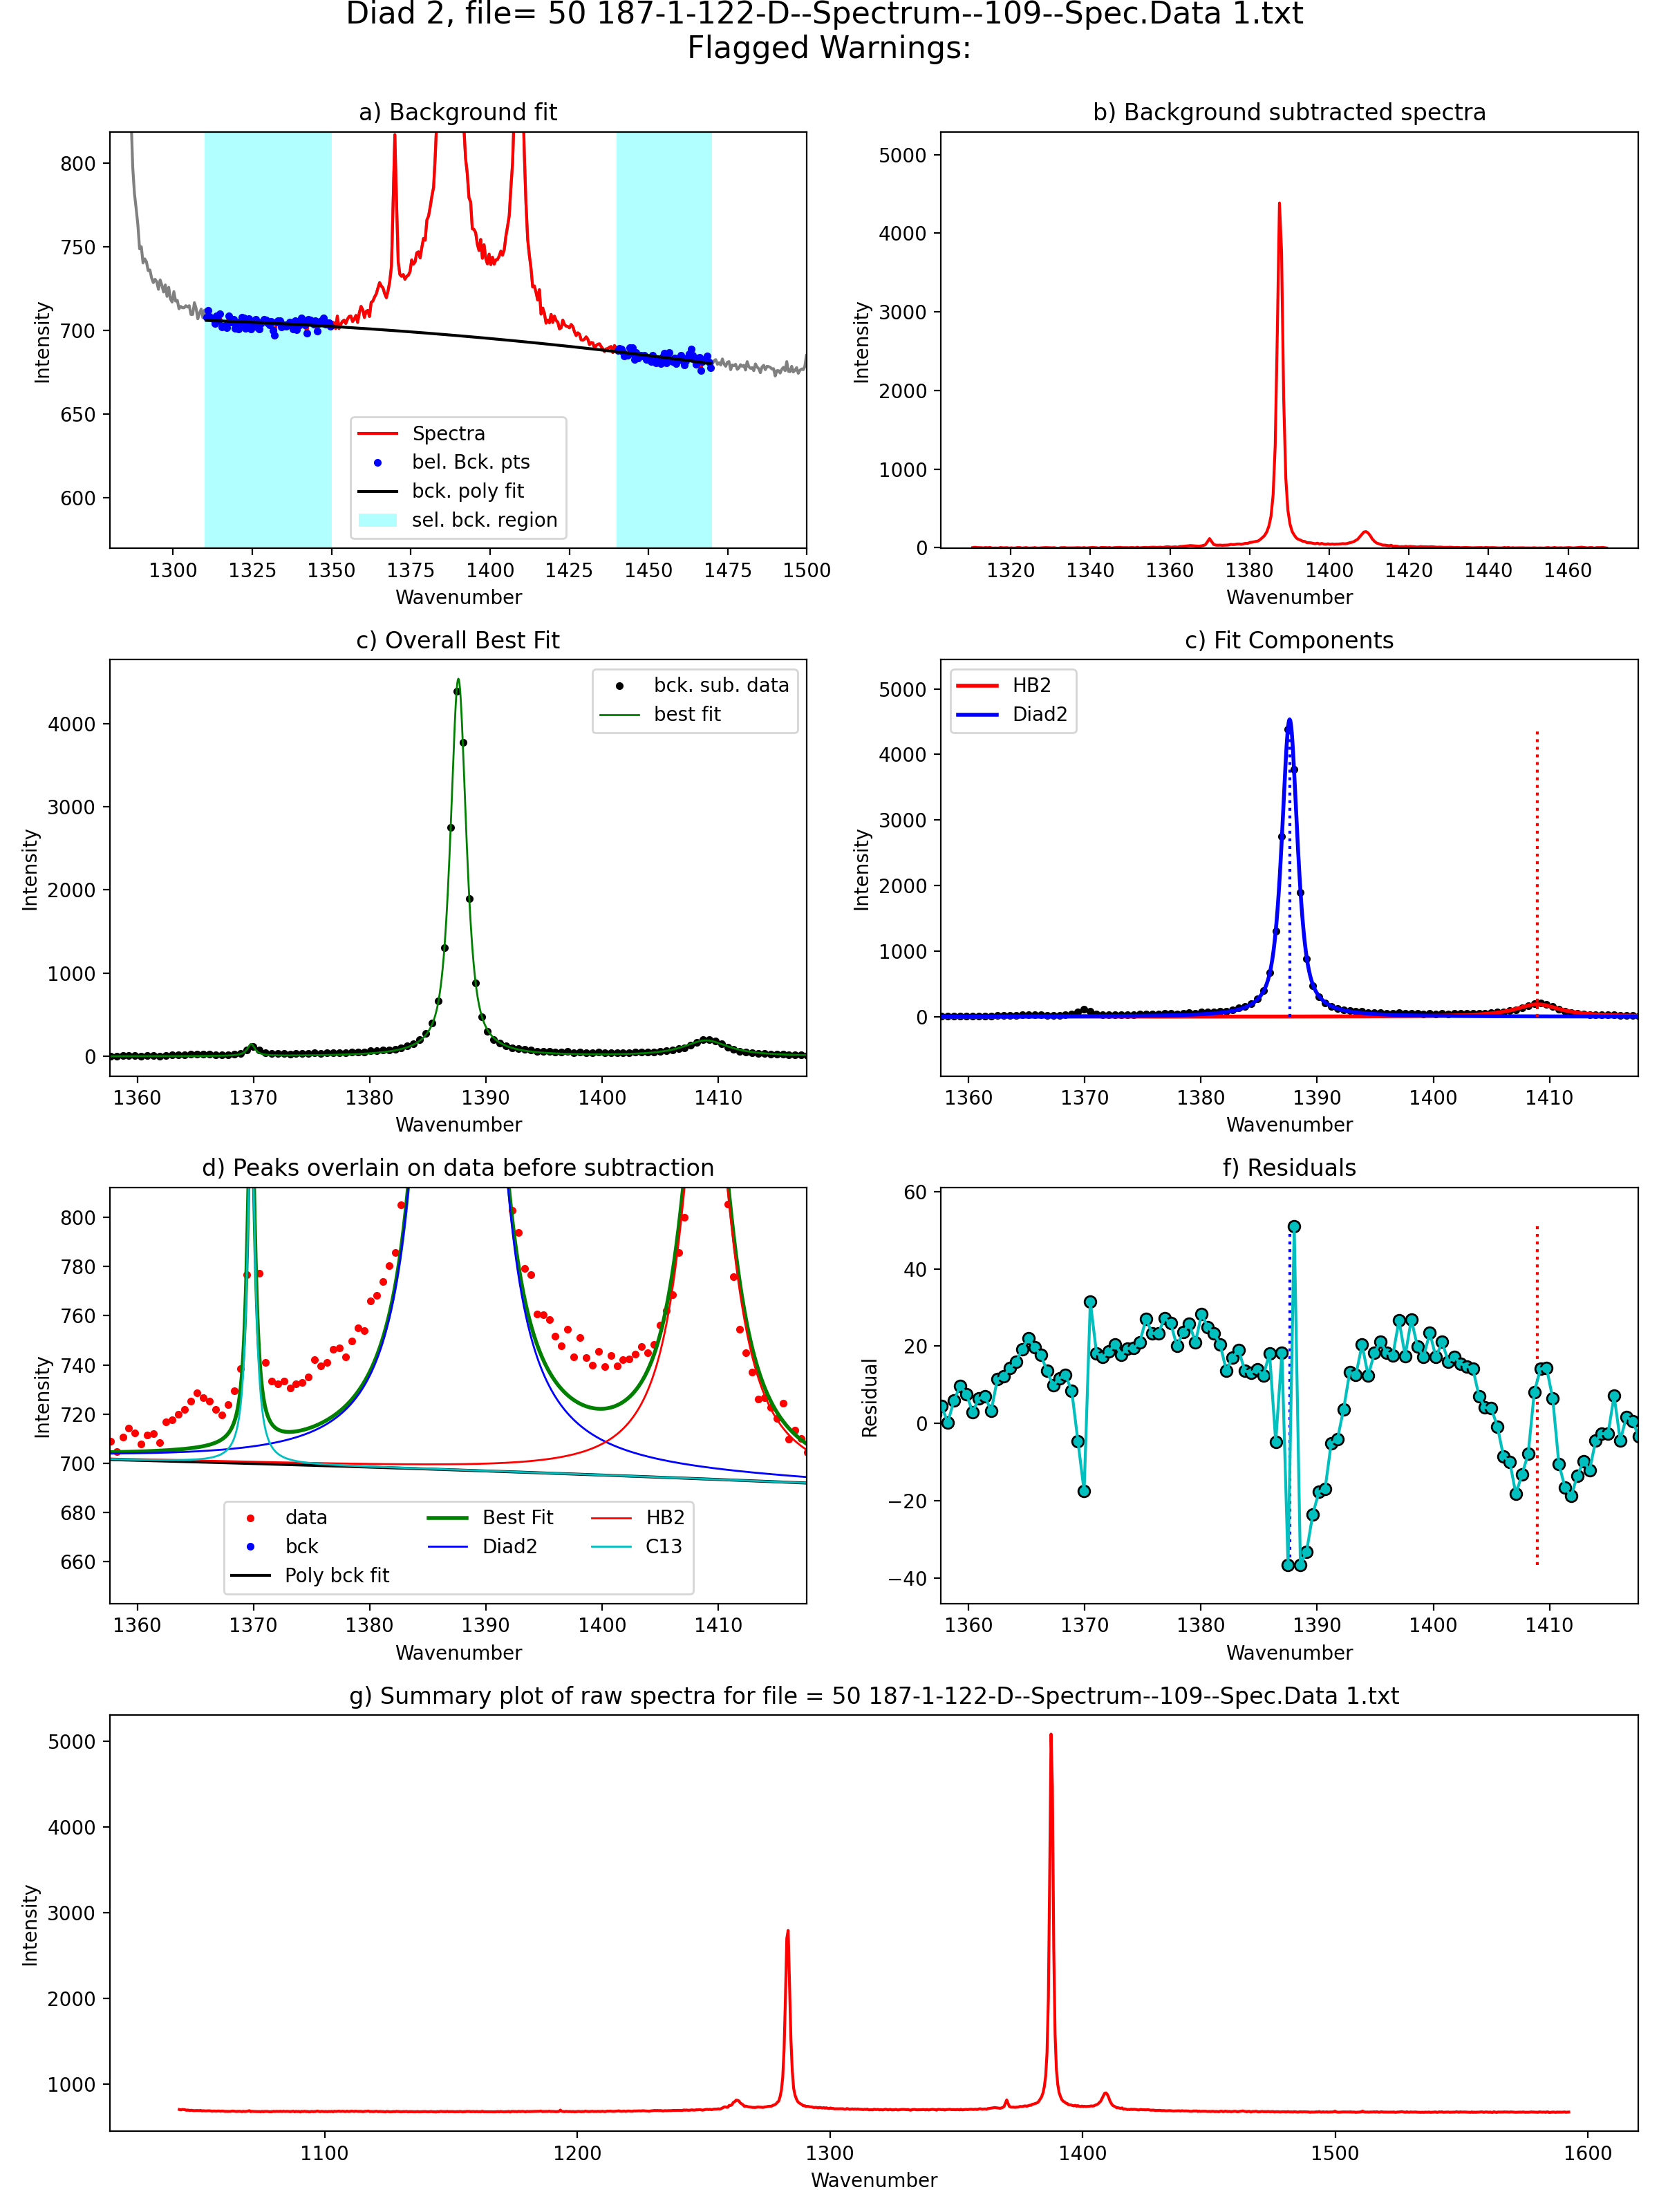 Diad 2, file= 50 187-1-122-D--Spectrum--109--Spec.Data 1.txt
Flagged Warnings:
a) Background fit
800
750
700
650
600
Intensity
Spectra
bel. Bck. pts
bck. poly fit
sel. bck. region
1300 1325 1350 1375 1400 1425 1450 1475 1500
Wavenumber
b) Background subtracted spectra
5000
4000
3000
2000
1000
0
Intensity
1320 1340 1360 1380 1400 1420 1440 1460
Wavenumber
c) Overall Best Fit
4000
3000
2000
1000
0
Intensity
bck. sub. data
best fit
1360 1370 1380 1390 1400 1410
Wavenumber
c) Fit Components
5000
4000
3000
2000
1000
0
Intensity
HB2
Diad2
1360 1370 1380 1390 1400 1410
Wavenumber
d) Peaks overlain on data before subtraction
800
780
760
740
720
700
680
660
Intensity
data
bck
Poly bck fit
Best Fit
Diad2
HB2
C13
1360 1370 1380 1390 1400 1410
Wavenumber
f) Residuals
60
40
20
0
−20
−40
Residual
1360 1370 1380 1390 1400 1410
Wavenumber
g) Summary plot of raw spectra for file = 50 187-1-122-D--Spectrum--109--Spec.Data 1.txt
5000
4000
3000
2000
1000
Intensity
1100 1200 1300 1400 1500 1600
Wavenumber